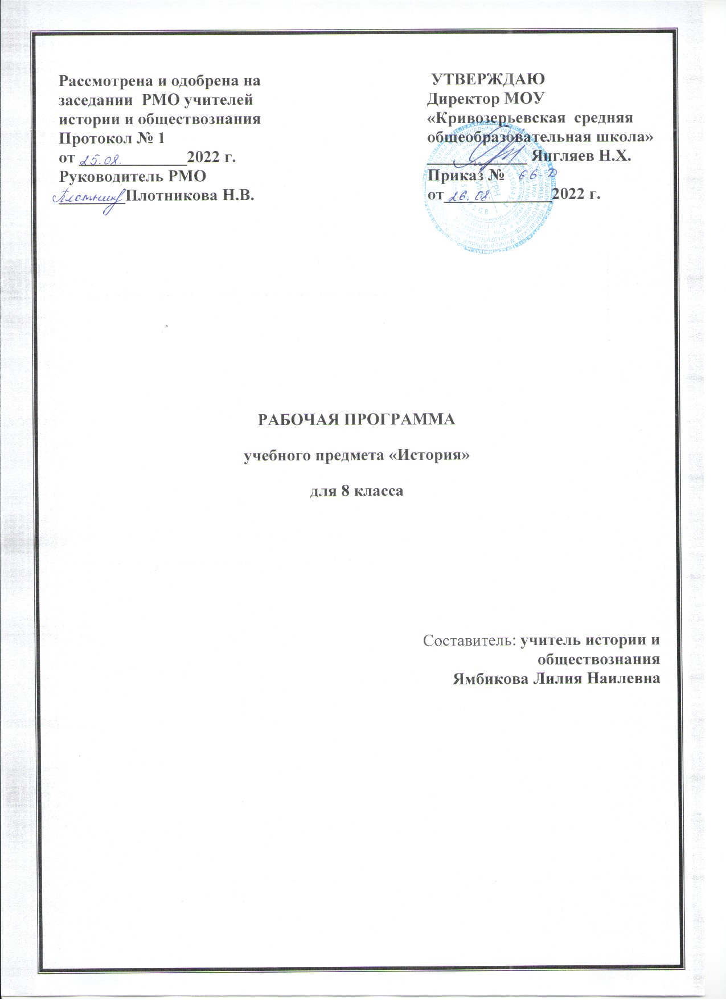 Рассмотрена и одобрена на
заседании РМО учителей
истории и обществознания
Протокол № 1
от 25.08. 2022 г.
Руководитель РМО
Плотникова Н.В.
УТВЕРЖДАЮ
Директор МОУ
«Кривозерьевская средняя
общеобразовательная школа»
Янгляев Н.Х.
Приказ № 66 Д
от 26.08. 2022 г.
РАБОЧАЯ ПРОГРАММА
учебного предмета «История»
для 8 класса
Составитель: учитель истории и
обществознания
Ямбикова Лилия Наилевна